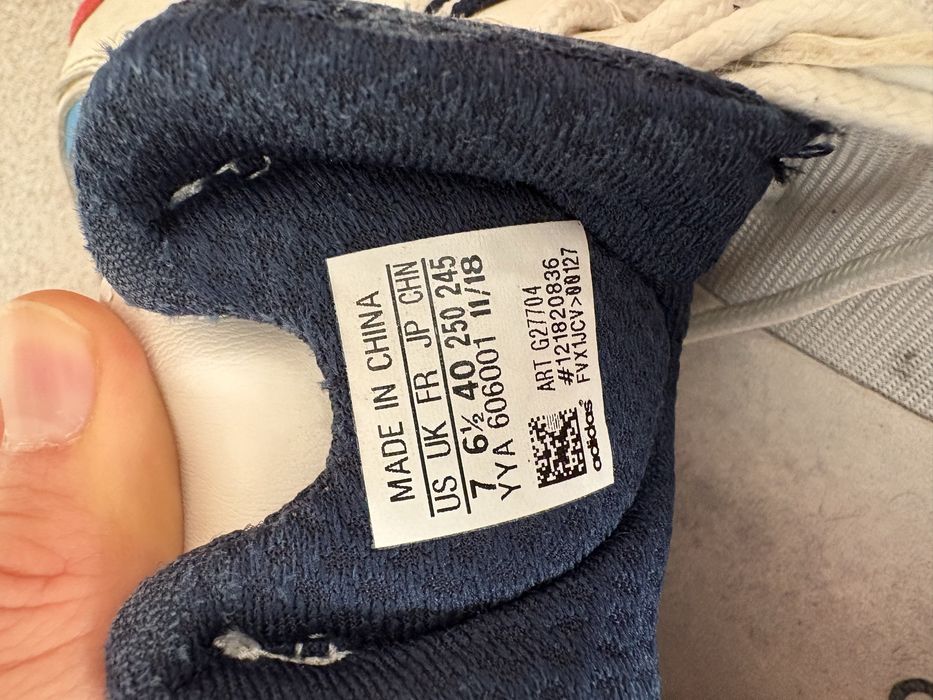 MADE IN CHINA
US UK FR JP CHN
7 6½ 40 250 245
YYA 606001 11/18
ART G27704
#121820836
FVX1JCV>00127
adidas